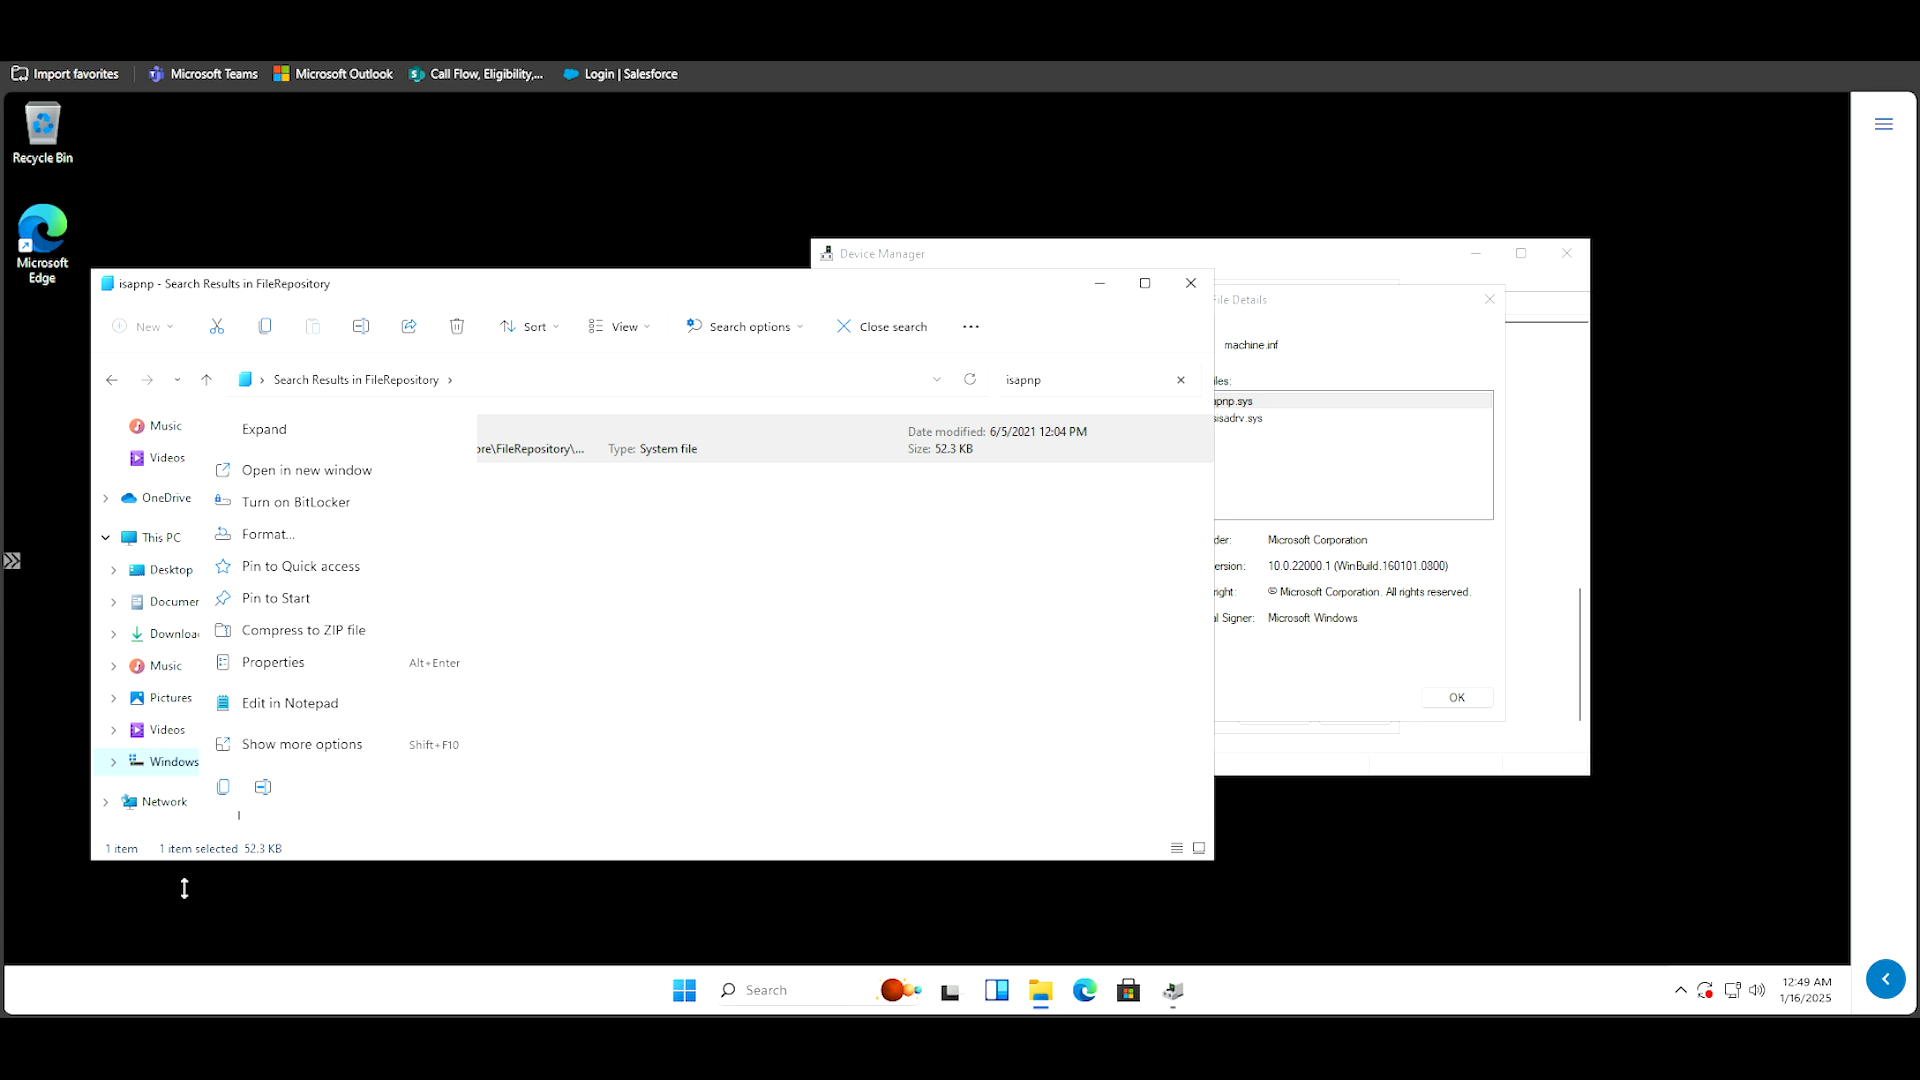 Import favorites
Microsoft Teams
Microsoft Outlook
Call Flow, Eligibility,...
Login | Salesforce
Recycle Bin
Microsoft
Edge
Device Manager
isapnp - Search Results in FileRepository
File Details
New
Sort
View
Search options
Close search
machine.inf
Search Results in FileRepository
isapnp
iles:
apnp.sys
sisadrv.sys
Music
Videos
OneDrive
This PC
Desktop
Documer
Downloa
Music
Pictures
Videos
Windows
Network
Expand
Open in new window
Turn on BitLocker
Format...
Pin to Quick access
Pin to Start
Compress to ZIP file
Properties Alt+Enter
Edit in Notepad
Show more options Shift+F10
ore\FileRepository\...
Type: System file
Date modified: 6/5/2021 12:04 PM
Size: 52.3 KB
der: Microsoft Corporation
ersion: 10.0.22000.1 (WinBuild.160101.0800)
right: © Microsoft Corporation. All rights reserved.
al Signer: Microsoft Windows
OK
1 item 1 item selected 52.3 KB
Search
12:49 AM
1/16/2025